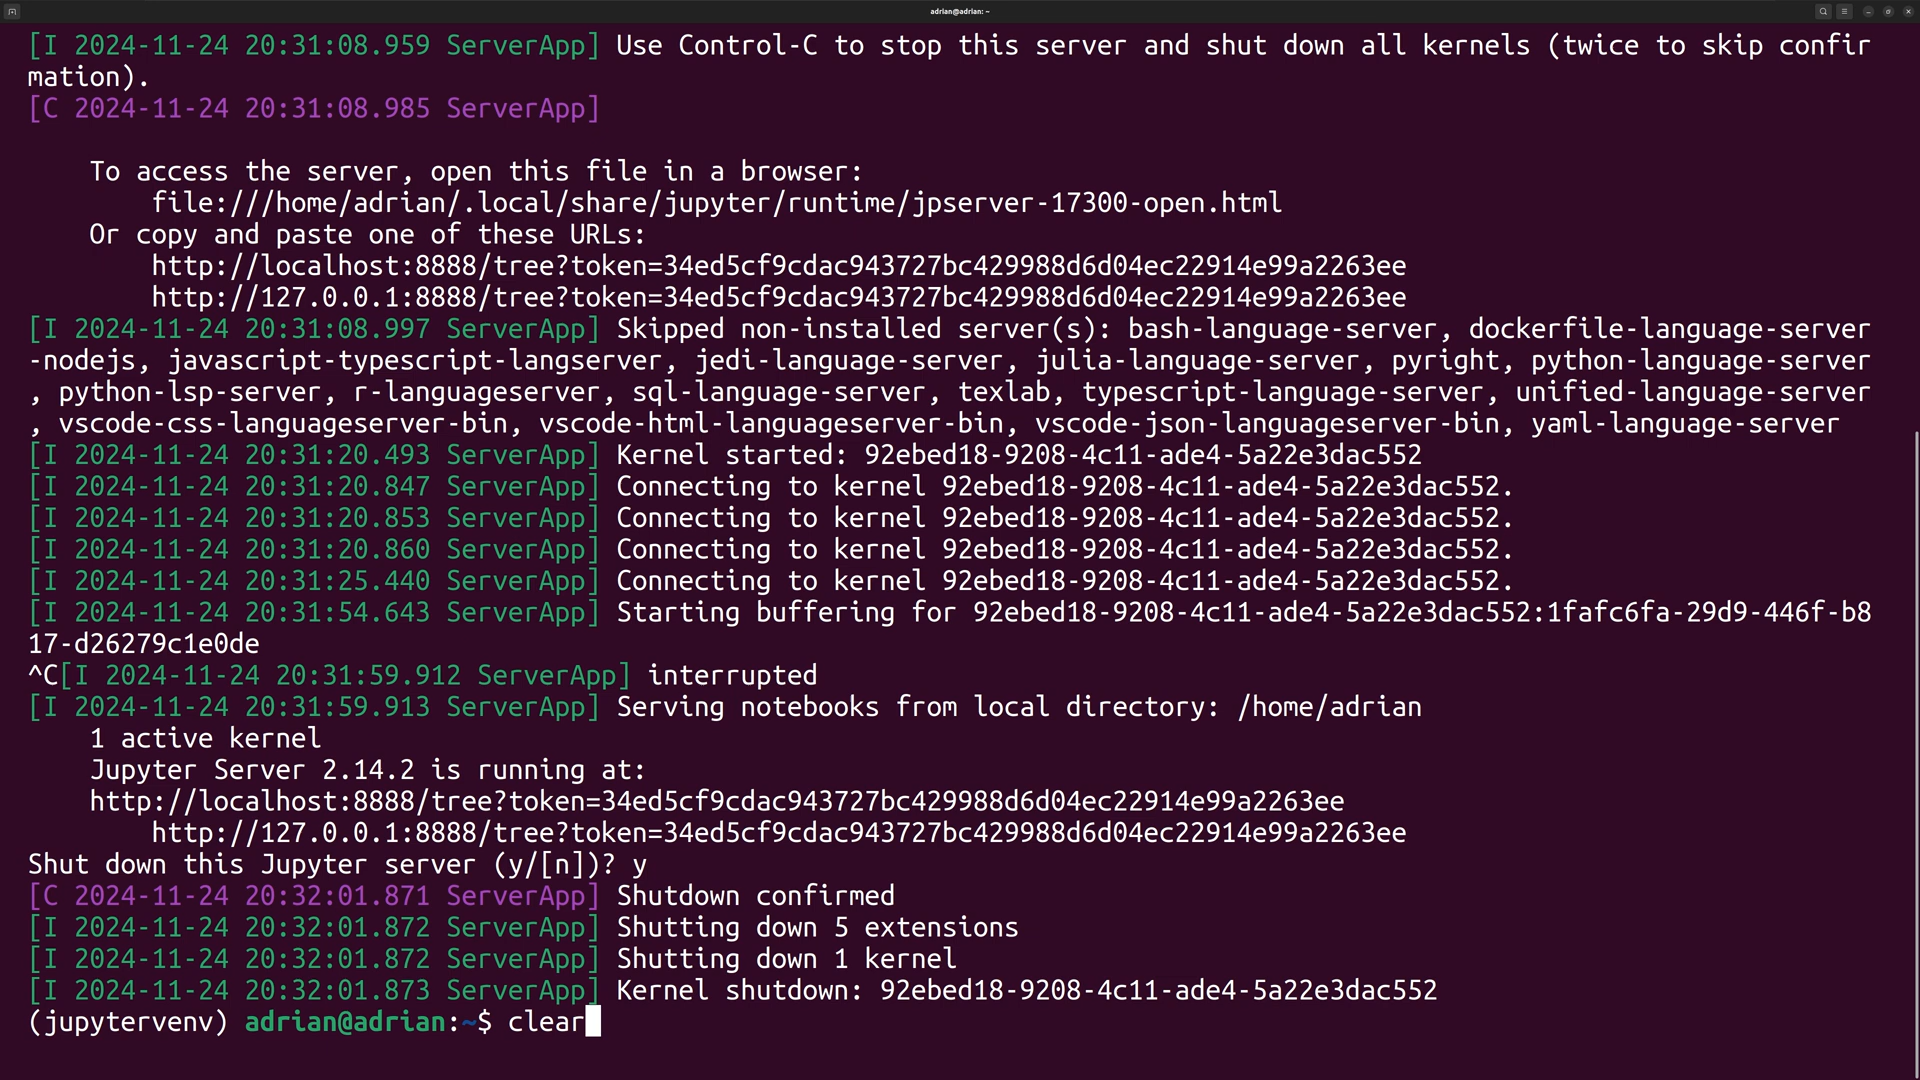 adrian@adrian: ~
[I 2024-11-24 20:31:08.959 ServerApp] Use Control-C to stop this server and shut down all kernels (twice to skip confir
mation).
[C 2024-11-24 20:31:08.985 ServerApp]
To access the server, open this file in a browser:
file:///home/adrian/.local/share/jupyter/runtime/jpserver-17300-open.html
Or copy and paste one of these URLs:
http://localhost:8888/tree?token=34ed5cf9cdac943727bc429988d6d04ec22914e99a2263ee
http://127.0.0.1:8888/tree?token=34ed5cf9cdac943727bc429988d6d04ec22914e99a2263ee
[I 2024-11-24 20:31:08.997 ServerApp] Skipped non-installed server(s): bash-language-server, dockerfile-language-server
-nodejs, javascript-typescript-langserver, jedi-language-server, julia-language-server, pyright, python-language-server
, python-lsp-server, r-languageserver, sql-language-server, texlab, typescript-language-server, unified-language-server
, vscode-css-languageserver-bin, vscode-html-languageserver-bin, vscode-json-languageserver-bin, yaml-language-server
[I 2024-11-24 20:31:20.493 ServerApp] Kernel started: 92ebed18-9208-4c11-ade4-5a22e3dac552
[I 2024-11-24 20:31:20.847 ServerApp] Connecting to kernel 92ebed18-9208-4c11-ade4-5a22e3dac552.
[I 2024-11-24 20:31:20.853 ServerApp] Connecting to kernel 92ebed18-9208-4c11-ade4-5a22e3dac552.
[I 2024-11-24 20:31:20.860 ServerApp] Connecting to kernel 92ebed18-9208-4c11-ade4-5a22e3dac552.
[I 2024-11-24 20:31:25.440 ServerApp] Connecting to kernel 92ebed18-9208-4c11-ade4-5a22e3dac552.
[I 2024-11-24 20:31:54.643 ServerApp] Starting buffering for 92ebed18-9208-4c11-ade4-5a22e3dac552:1fafc6fa-29d9-446f-b8
17-d26279c1e0de
^C[I 2024-11-24 20:31:59.912 ServerApp] interrupted
[I 2024-11-24 20:31:59.913 ServerApp] Serving notebooks from local directory: /home/adrian
1 active kernel
Jupyter Server 2.14.2 is running at:
http://localhost:8888/tree?token=34ed5cf9cdac943727bc429988d6d04ec22914e99a2263ee
http://127.0.0.1:8888/tree?token=34ed5cf9cdac943727bc429988d6d04ec22914e99a2263ee
Shut down this Jupyter server (y/[n])? y
[C 2024-11-24 20:32:01.871 ServerApp] Shutdown confirmed
[I 2024-11-24 20:32:01.872 ServerApp] Shutting down 5 extensions
[I 2024-11-24 20:32:01.872 ServerApp] Shutting down 1 kernel
[I 2024-11-24 20:32:01.873 ServerApp] Kernel shutdown: 92ebed18-9208-4c11-ade4-5a22e3dac552
(jupytervenv) adrian@adrian:~$ clear